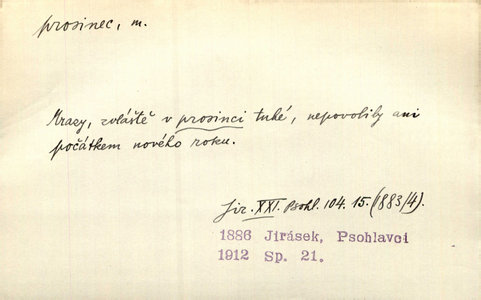 prosinec, m.
Mrazy, zvláště v prosinci tuhé, nepovolily ani
počátkem nového roku.
Jir. XXI. Psohl. 104. 15. (1883/4).
1886 Jirásek, Psohlavci
1912 Sp. 21.